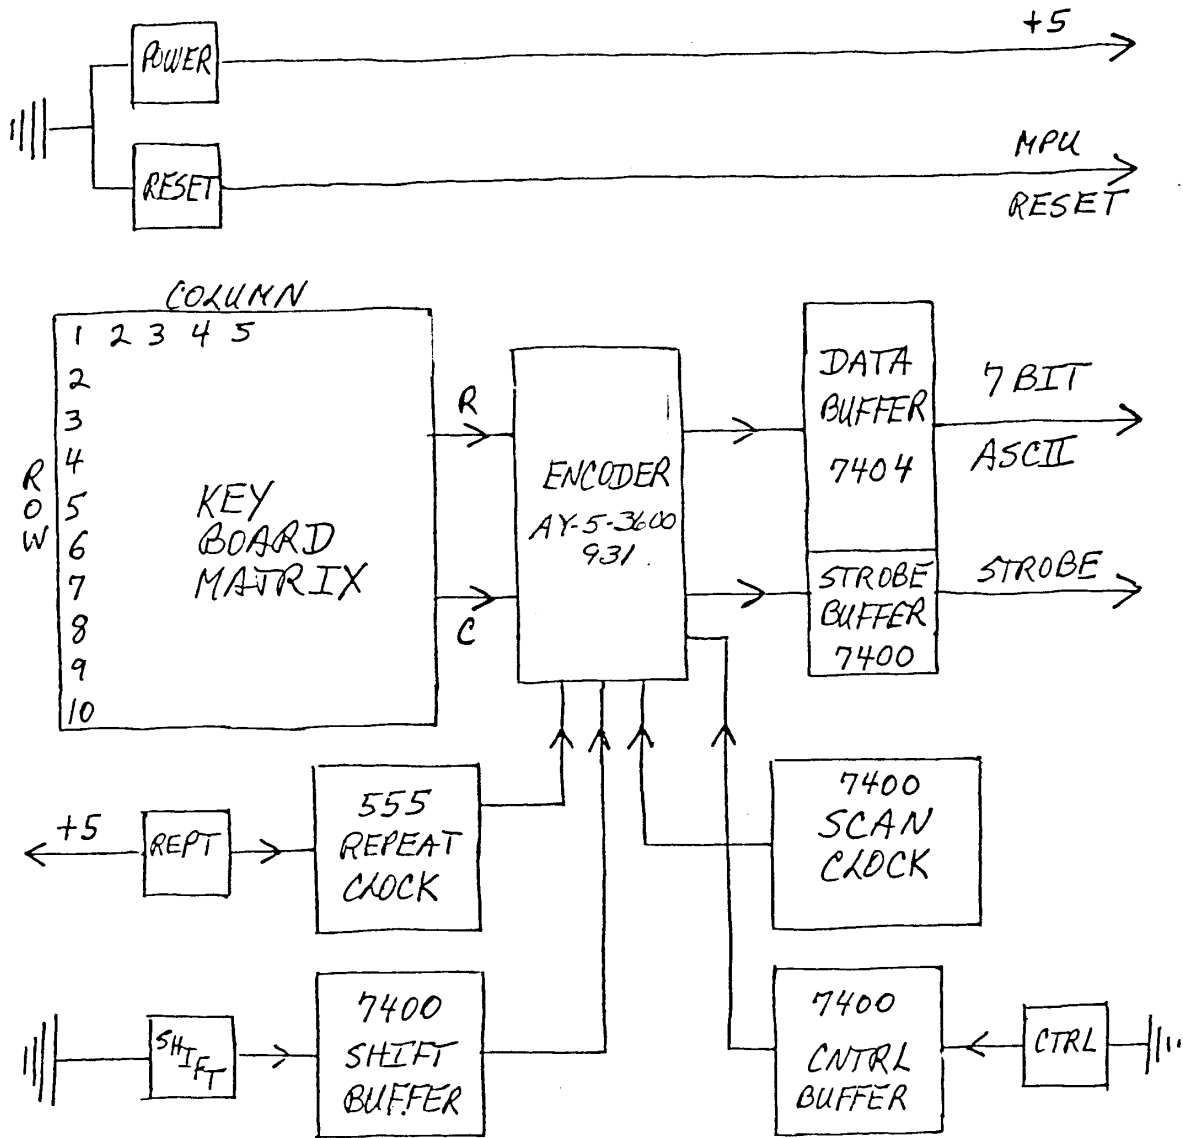 +5
POWER
MPU
RESET
RESET
COLUMN
1 2 3 4 5
2
3
4
5
6
7
8
9
10
ROW
KEY
BOARD
MATRIX
R
C
ENCODER
AY-5-3600
931
DATA
BUFFER
7404
7 BIT
ASCII
STROBE
BUFFER
7400
STROBE
+5
REPT
555
REPEAT
CLOCK
7400
SCAN
CLOCK
SHIFT
7400
SHIFT
BUFFER
7400
CNTRL
BUFFER
CTRL